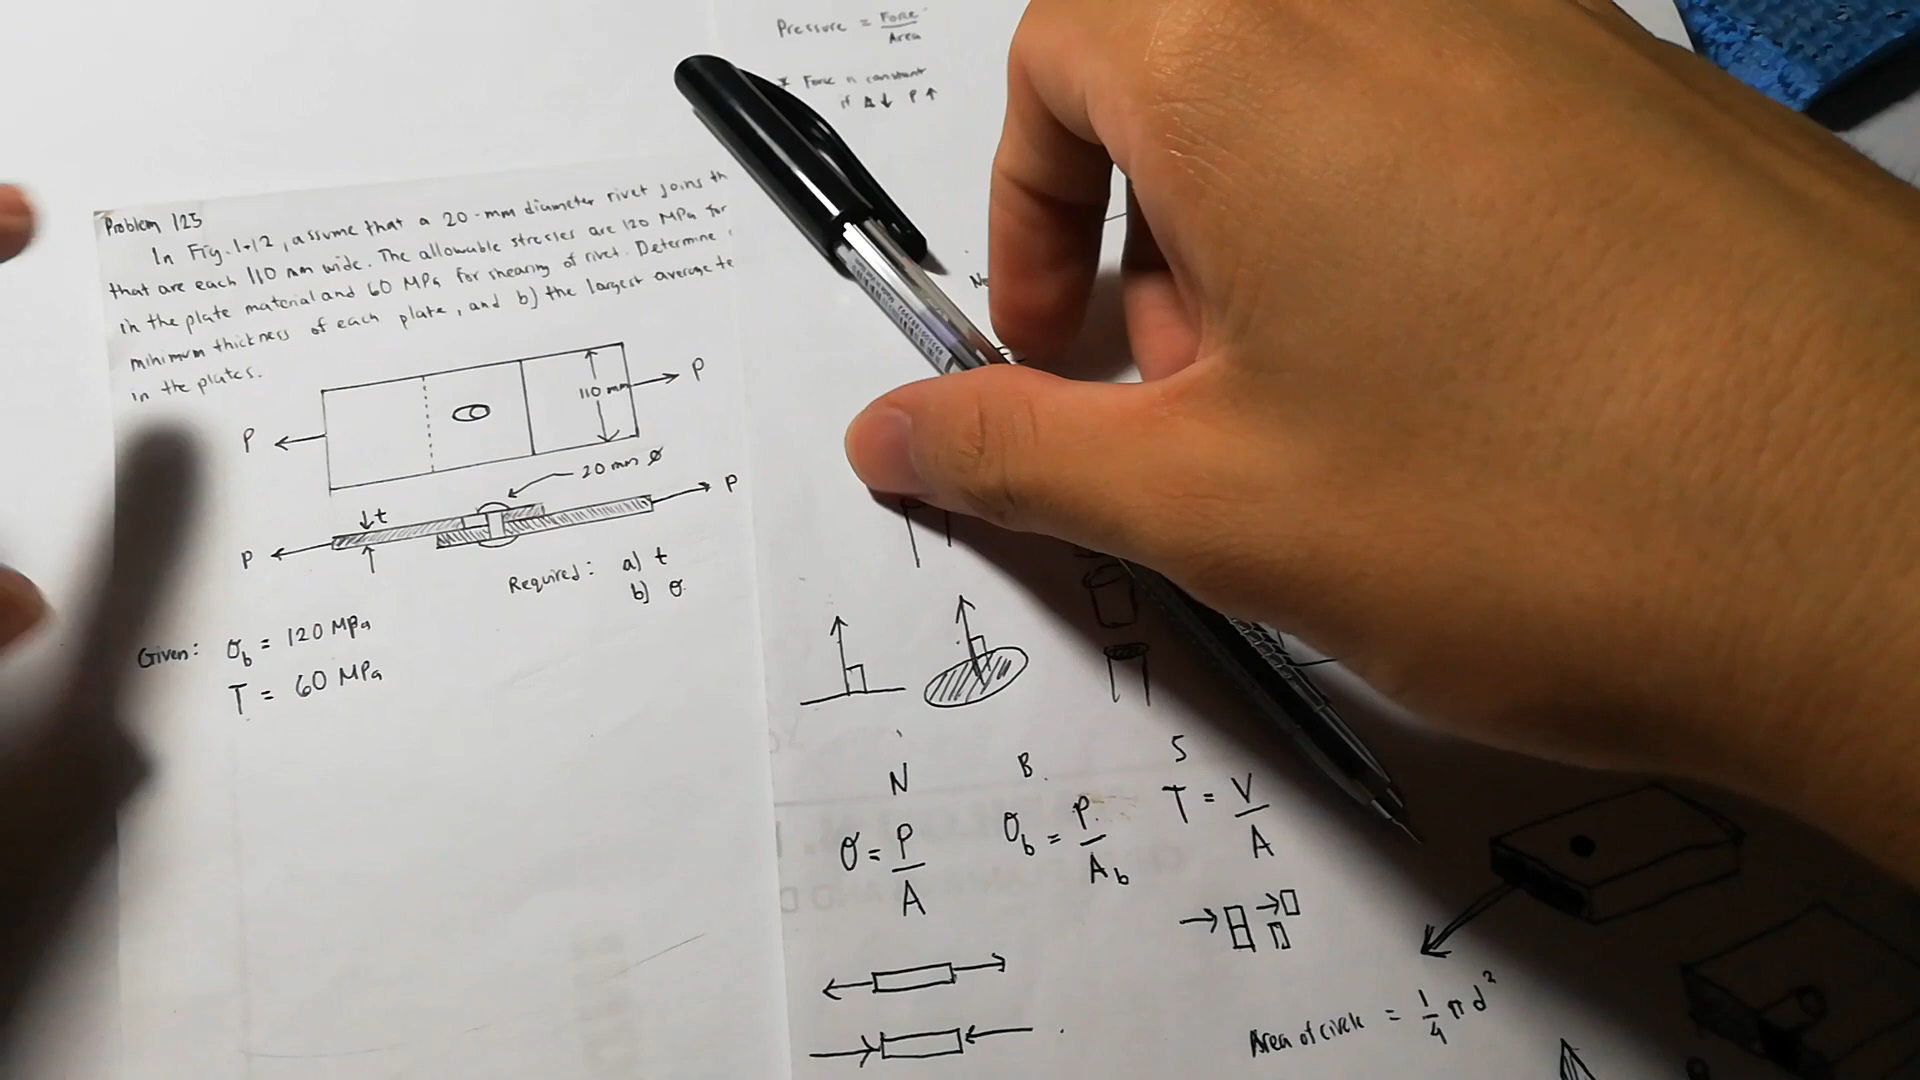 Pressure = Force
Area
* Force is constant
if A↓ P↑
Problem 125
In Fig. 1-12, assume that a 20-mm diameter rivet joins th
that are each 110 mm wide. The allowable stresses are 120 MPa for
in the plate material and 60 MPa for shearing of rivet. Determine
minimum thickness of each plate, and b) the largest average te
in the plates.
110 mm
P
P
20 mm ø
t
P
P
Required: a) t
b) σ
Given: σb = 120 MPa
τ = 60 MPa
N
B
S
σ = P/A
σb = P/Ab
τ = V/A
Area of circle = 1/4 π d²